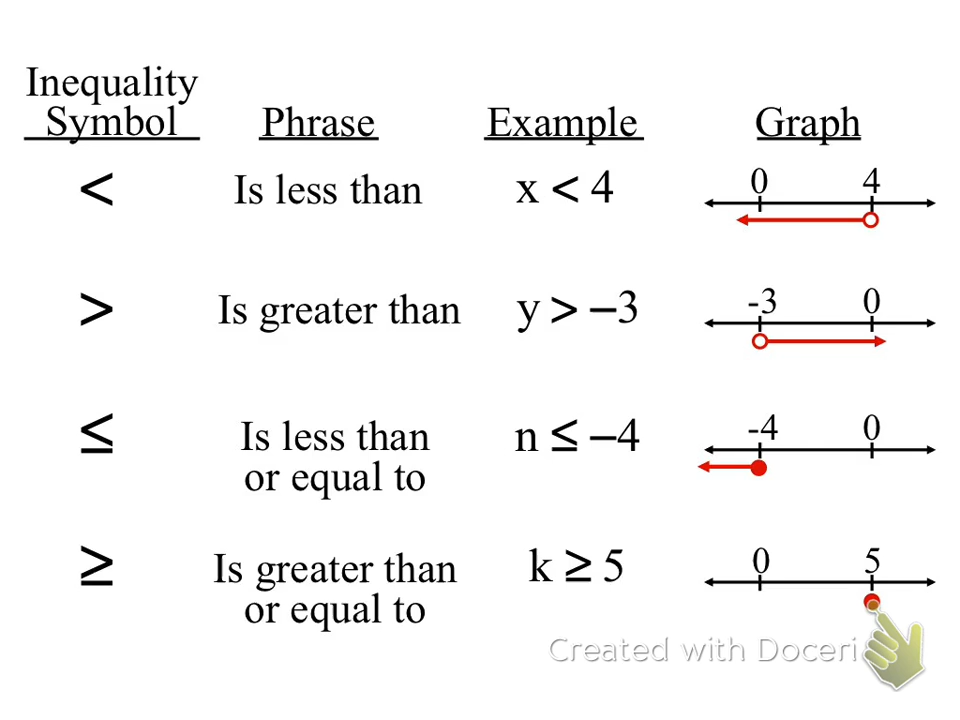 Inequality
Symbol Phrase Example Graph
< Is less than x < 4 0 4
> Is greater than y > −3 -3 0
≤ Is less than n ≤ −4 -4 0
or equal to
≥ Is greater than k ≥ 5 0 5
or equal to
Created with Doceri